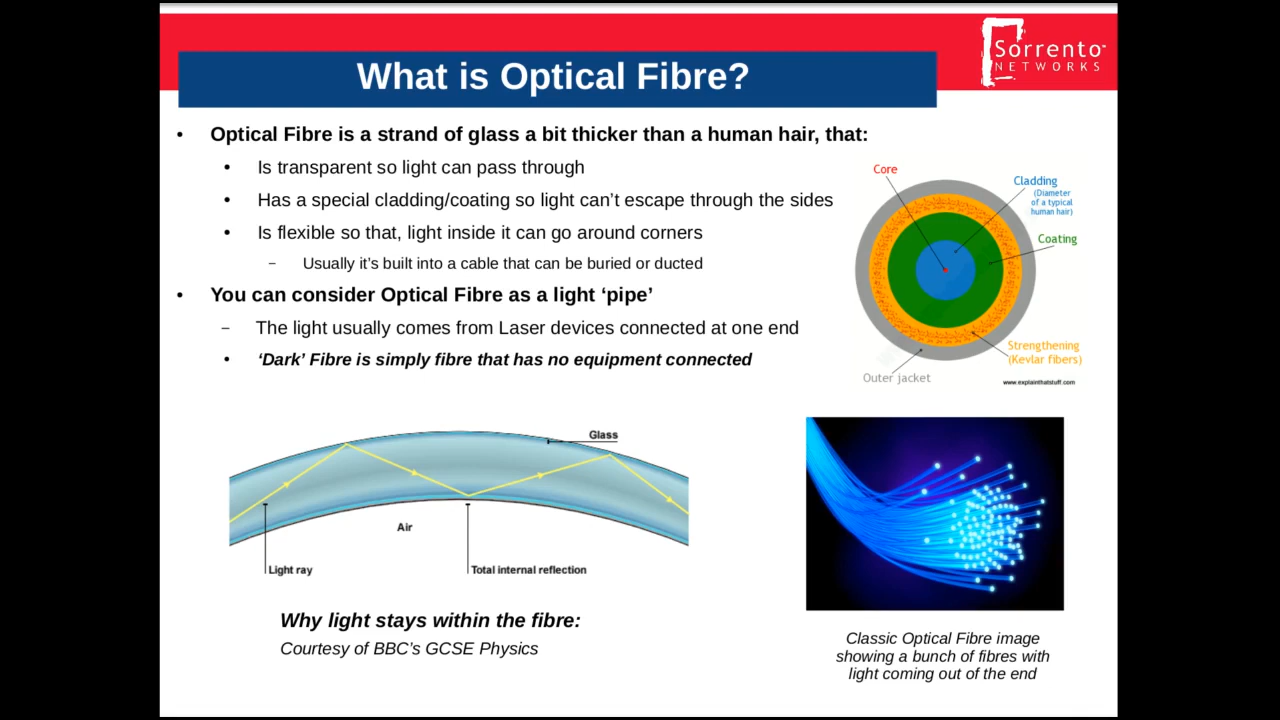 Sorrento
NETWORKS
What is Optical Fibre?
• Optical Fibre is a strand of glass a bit thicker than a human hair, that:
• Is transparent so light can pass through
• Has a special cladding/coating so light can’t escape through the sides
• Is flexible so that, light inside it can go around corners
– Usually it’s built into a cable that can be buried or ducted
• You can consider Optical Fibre as a light ‘pipe’
– The light usually comes from Laser devices connected at one end
• ‘Dark’ Fibre is simply fibre that has no equipment connected
Core
Cladding
(Diameter
of a typical
human hair)
Coating
Strengthening
(Kevlar fibers)
Outer jacket
www.explainthatstuff.com
Glass
Air
Light ray
Total internal reflection
Why light stays within the fibre:
Courtesy of BBC’s GCSE Physics
Classic Optical Fibre image
showing a bunch of fibres with
light coming out of the end